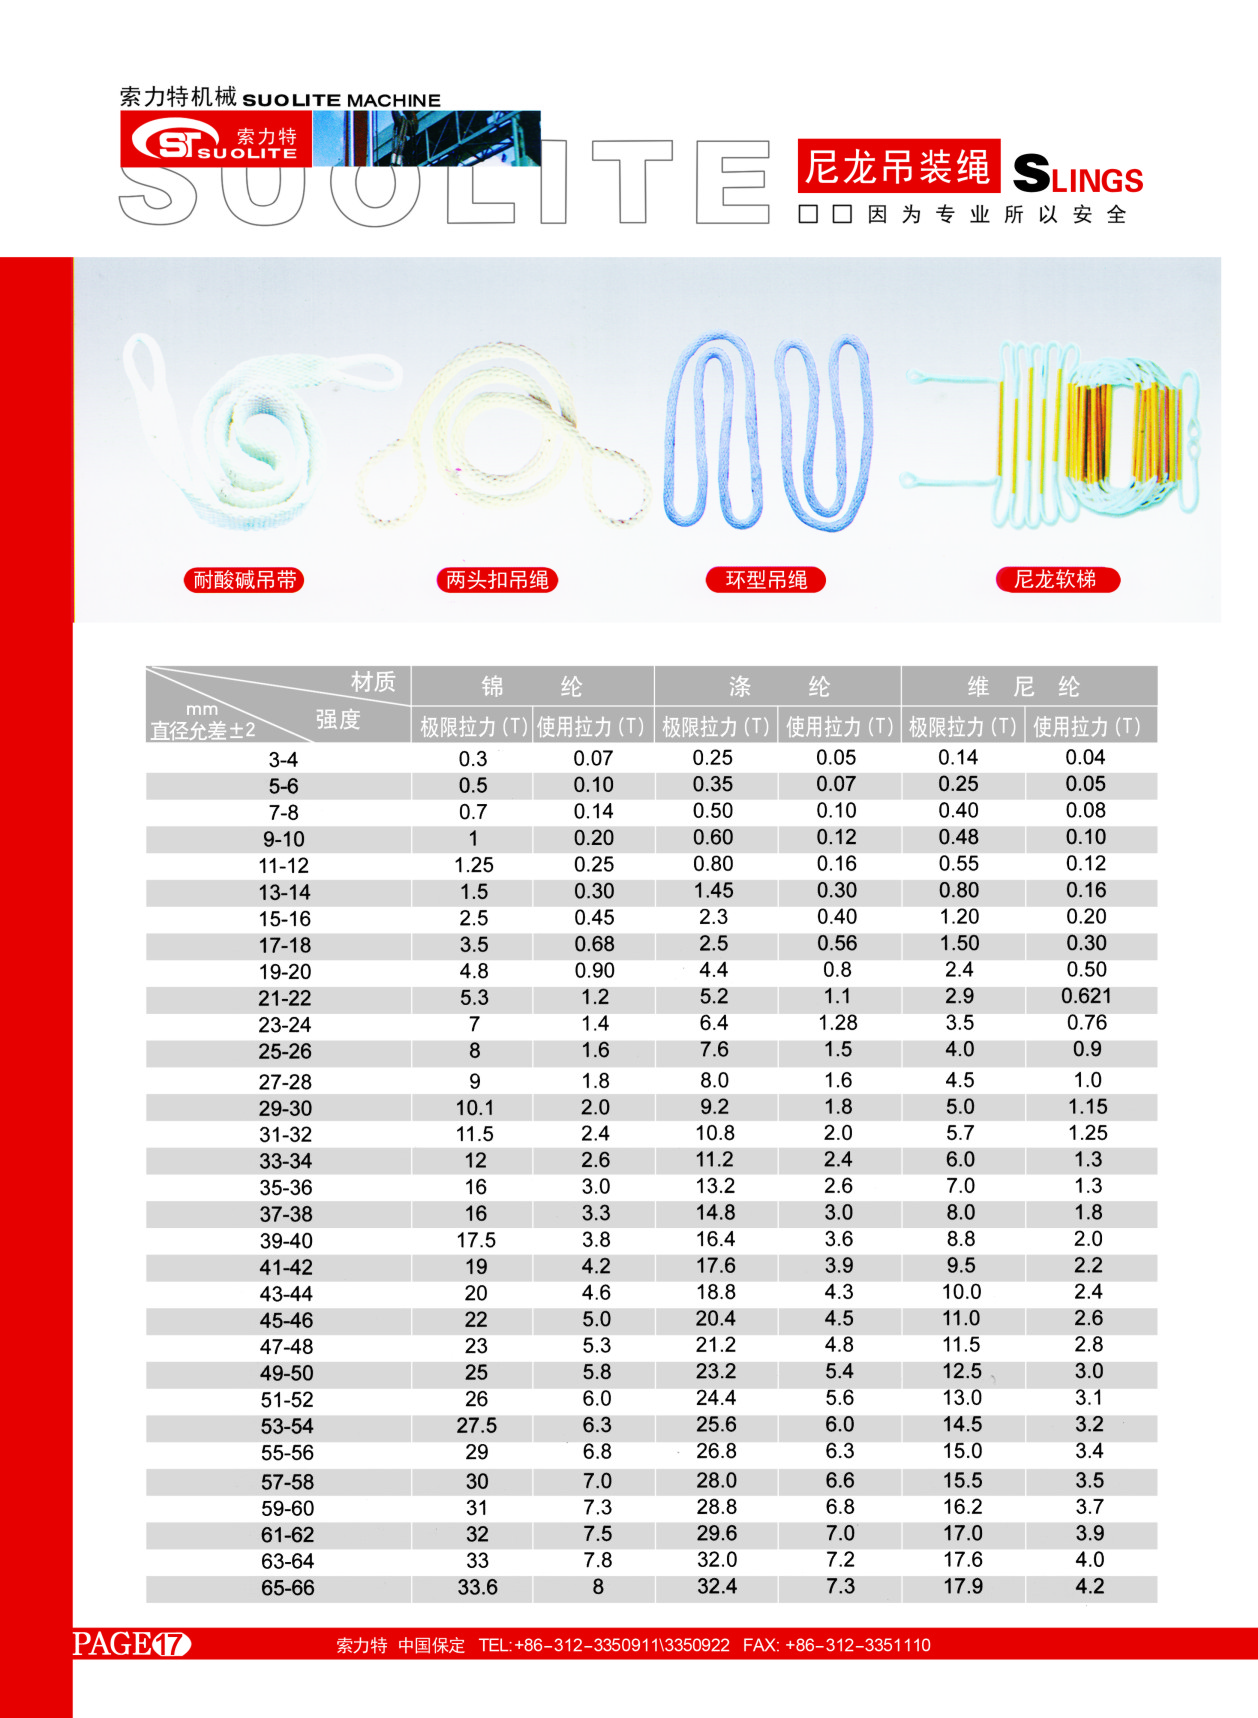 索力特机械 SUOLITE MACHINE
ST 索力特
SUOLITE
SUOLITE
尼龙吊装绳 SLINGS
□□因为专业所以安全
耐酸碱吊带 两头扣吊绳 环型吊绳 尼龙软梯
材质 锦纶 涤纶 维尼纶
mm 强度
直径允差±2 极限拉力(T) 使用拉力(T) 极限拉力(T) 使用拉力(T) 极限拉力(T) 使用拉力(T)
3-4 0.3 0.07 0.25 0.05 0.14 0.04
5-6 0.5 0.10 0.35 0.07 0.25 0.05
7-8 0.7 0.14 0.50 0.10 0.40 0.08
9-10 1 0.20 0.60 0.12 0.48 0.10
11-12 1.25 0.25 0.80 0.16 0.55 0.12
13-14 1.5 0.30 1.45 0.30 0.80 0.16
15-16 2.5 0.45 2.3 0.40 1.20 0.20
17-18 3.5 0.68 2.5 0.56 1.50 0.30
19-20 4.8 0.90 4.4 0.8 2.4 0.50
21-22 5.3 1.2 5.2 1.1 2.9 0.621
23-24 7 1.4 6.4 1.28 3.5 0.76
25-26 8 1.6 7.6 1.5 4.0 0.9
27-28 9 1.8 8.0 1.6 4.5 1.0
29-30 10.1 2.0 9.2 1.8 5.0 1.15
31-32 11.5 2.4 10.8 2.0 5.7 1.25
33-34 12 2.6 11.2 2.4 6.0 1.3
35-36 16 3.0 13.2 2.6 7.0 1.3
37-38 16 3.3 14.8 3.0 8.0 1.8
39-40 17.5 3.8 16.4 3.6 8.8 2.0
41-42 19 4.2 17.6 3.9 9.5 2.2
43-44 20 4.6 18.8 4.3 10.0 2.4
45-46 22 5.0 20.4 4.5 11.0 2.6
47-48 23 5.3 21.2 4.8 11.5 2.8
49-50 25 5.8 23.2 5.4 12.5 3.0
51-52 26 6.0 24.4 5.6 13.0 3.1
53-54 27.5 6.3 25.6 6.0 14.5 3.2
55-56 29 6.8 26.8 6.3 15.0 3.4
57-58 30 7.0 28.0 6.6 15.5 3.5
59-60 31 7.3 28.8 6.8 16.2 3.7
61-62 32 7.5 29.6 7.0 17.0 3.9
63-64 33 7.8 32.0 7.2 17.6 4.0
65-66 33.6 8 32.4 7.3 17.9 4.2
PAGE 17 索力特 中国保定 TEL:+86-312-3350911\3350922 FAX: +86-312-3351110